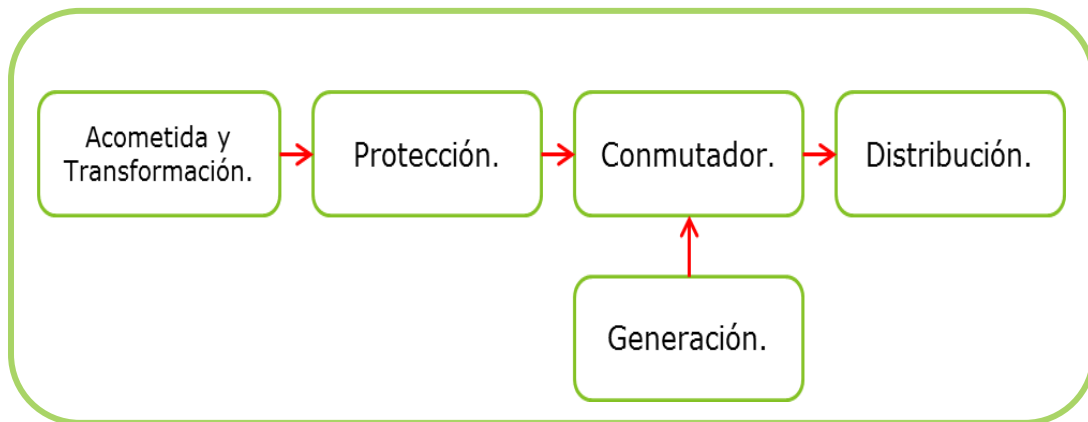 Acometida y
Transformación.
Protección.
Conmutador.
Distribución.
Generación.